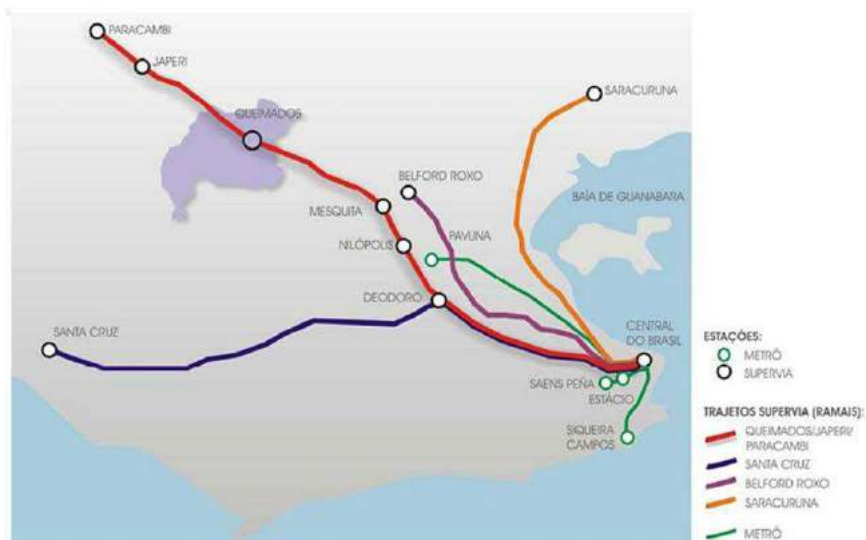 PARACAMBI
JAPERI
SARACURUNA
QUEIMADOS
BELFORD ROXO
BAÍA DE GUANABARA
MESQUITA
PAVUNA
NILÓPOLIS
DEODORO
SANTA CRUZ
CENTRAL
DO BRASIL
SAENS PEÑA
ESTÁCIO
SIQUEIRA
CAMPOS
ESTAÇÕES:
METRÔ
SUPERVIA
TRAJETOS SUPERVIA (RAMAIS):
QUEIMADOS/JAPERI/
PARACAMBI
SANTA CRUZ
BELFORD ROXO
SARACURUNA
METRÔ